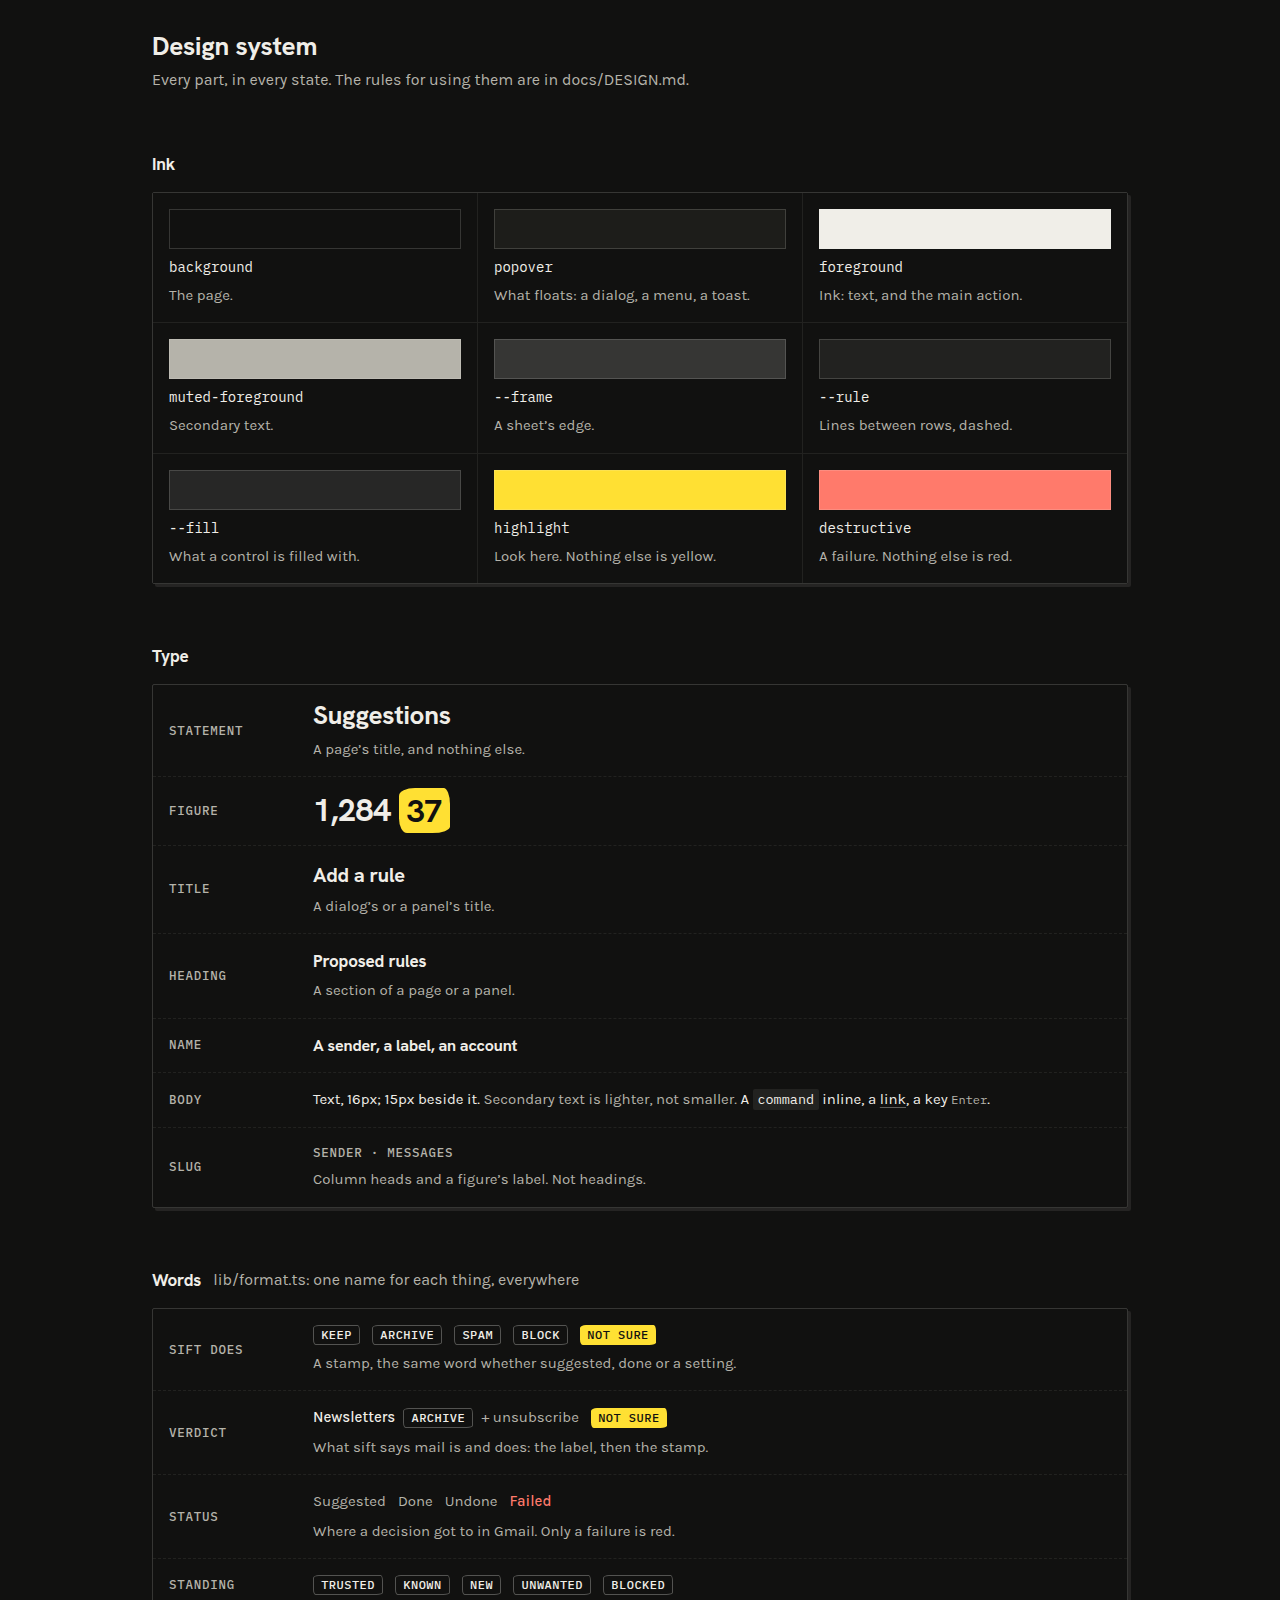 Design system
Every part, in every state. The rules for using them are in docs/DESIGN.md.
Ink
background
The page.
popover
What floats: a dialog, a menu, a toast.
foreground
Ink: text, and the main action.
muted-foreground
Secondary text.
--frame
A sheet’s edge.
--rule
Lines between rows, dashed.
--fill
What a control is filled with.
highlight
Look here. Nothing else is yellow.
destructive
A failure. Nothing else is red.
Type
STATEMENT
Suggestions
A page’s title, and nothing else.
FIGURE
1,284 37
TITLE
Add a rule
A dialog’s or a panel’s title.
HEADING
Proposed rules
A section of a page or a panel.
NAME
A sender, a label, an account
BODY
Text, 16px; 15px beside it. Secondary text is lighter, not smaller. A command inline, a link, a key Enter.
SLUG
SENDER · MESSAGES
Column heads and a figure’s label. Not headings.
Words lib/format.ts: one name for each thing, everywhere
SIFT DOES
KEEP ARCHIVE SPAM BLOCK NOT SURE
A stamp, the same word whether suggested, done or a setting.
VERDICT
Newsletters ARCHIVE + unsubscribe NOT SURE
What sift says mail is and does: the label, then the stamp.
STATUS
Suggested Done Undone Failed
Where a decision got to in Gmail. Only a failure is red.
STANDING
TRUSTED KNOWN NEW UNWANTED BLOCKED